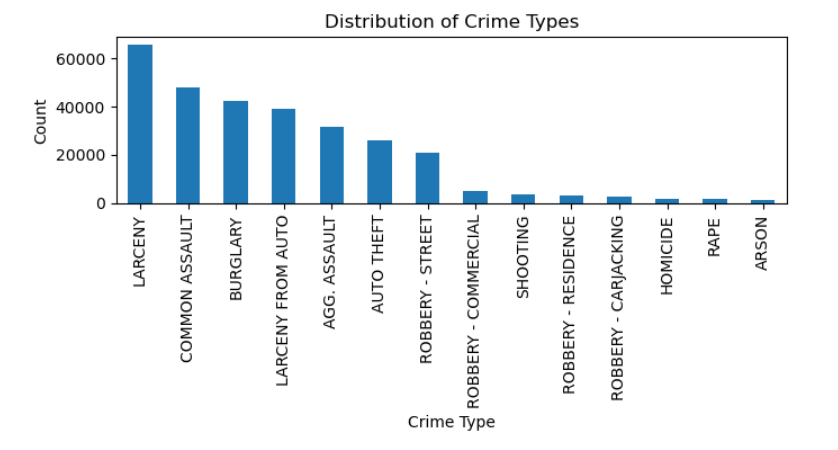 Distribution of Crime Types
Count
60000
40000
20000
0
LARCENY
COMMON ASSAULT
BURGLARY
LARCENY FROM AUTO
AGG. ASSAULT
AUTO THEFT
ROBBERY - STREET
ROBBERY - COMMERCIAL
SHOOTING
ROBBERY - RESIDENCE
ROBBERY - CARJACKING
HOMICIDE
RAPE
ARSON
Crime Type